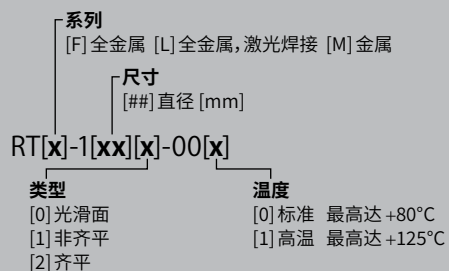 系列
[F] 全金属 [L] 全金属，激光焊接 [M] 金属
尺寸
[##] 直径 [mm]
RT[x]-1[xx][x]-00[x]
类型
[0] 光滑面
[1] 非齐平
[2] 齐平
温度
[0] 标准 最高达 +80°C
[1] 高温 最高达 +125°C